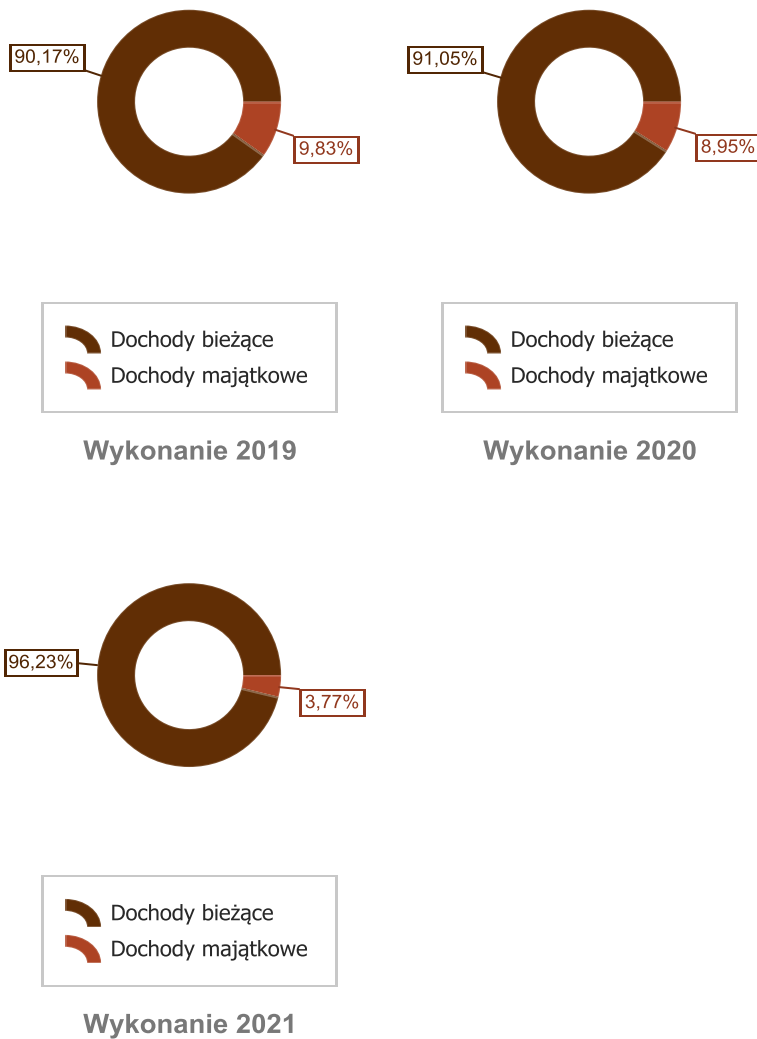 90,17%
9,83%
Dochody bieżące
Dochody majątkowe
Wykonanie 2019
91,05%
8,95%
Dochody bieżące
Dochody majątkowe
Wykonanie 2020
96,23%
3,77%
Dochody bieżące
Dochody majątkowe
Wykonanie 2021